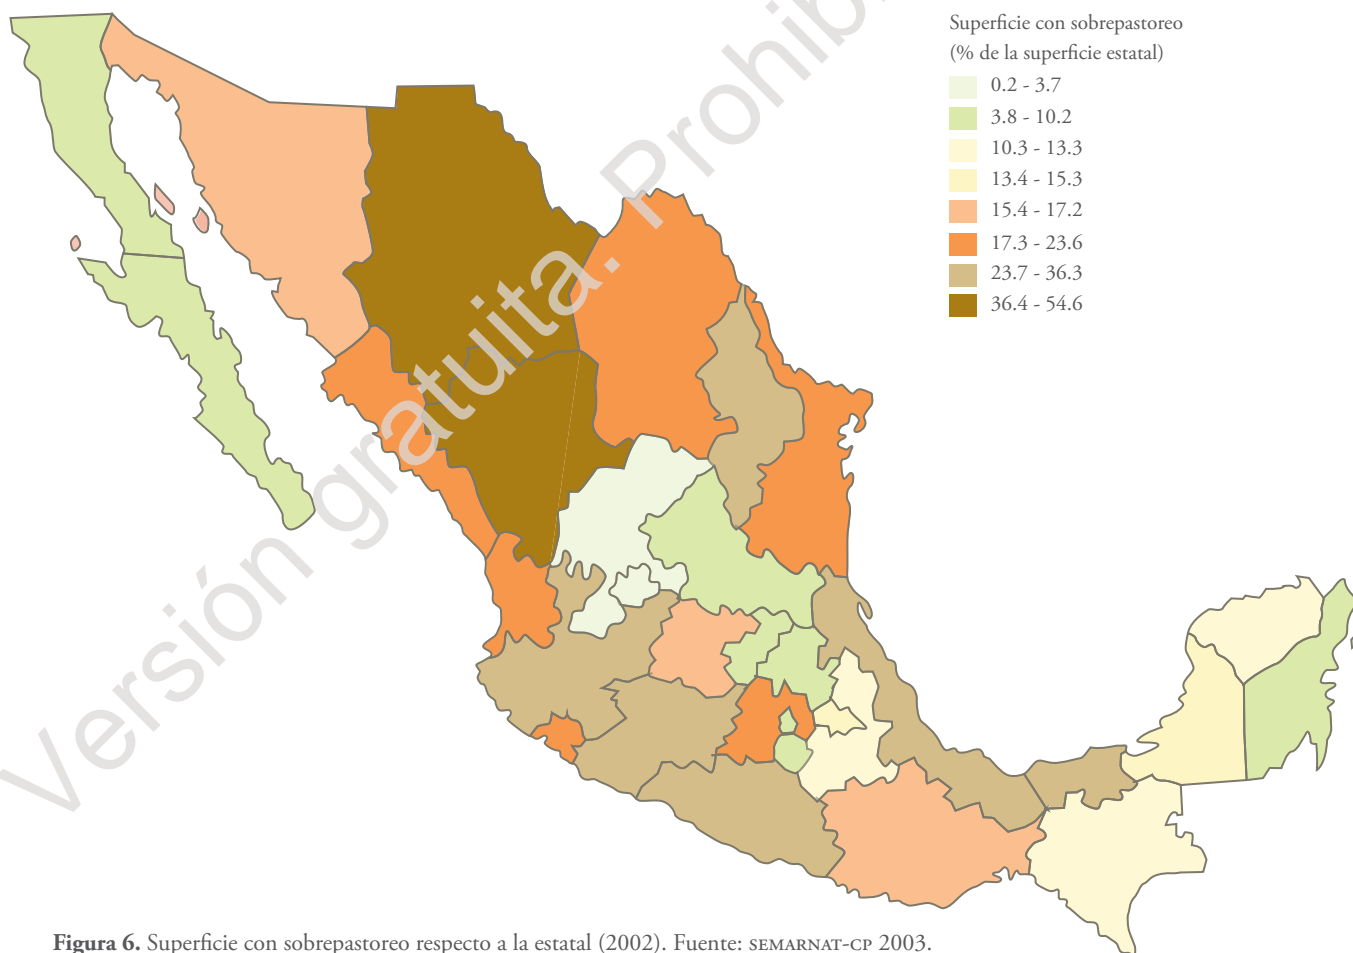 Superficie con sobrepastoreo
(% de la superficie estatal)
0.2 - 3.7
3.8 - 10.2
10.3 - 13.3
13.4 - 15.3
15.4 - 17.2
17.3 - 23.6
23.7 - 36.3
36.4 - 54.6
Versión gratuita. Prohib
Figura 6. Superficie con sobrepastoreo respecto a la estatal (2002). Fuente: SEMARNAT-CP 2003.